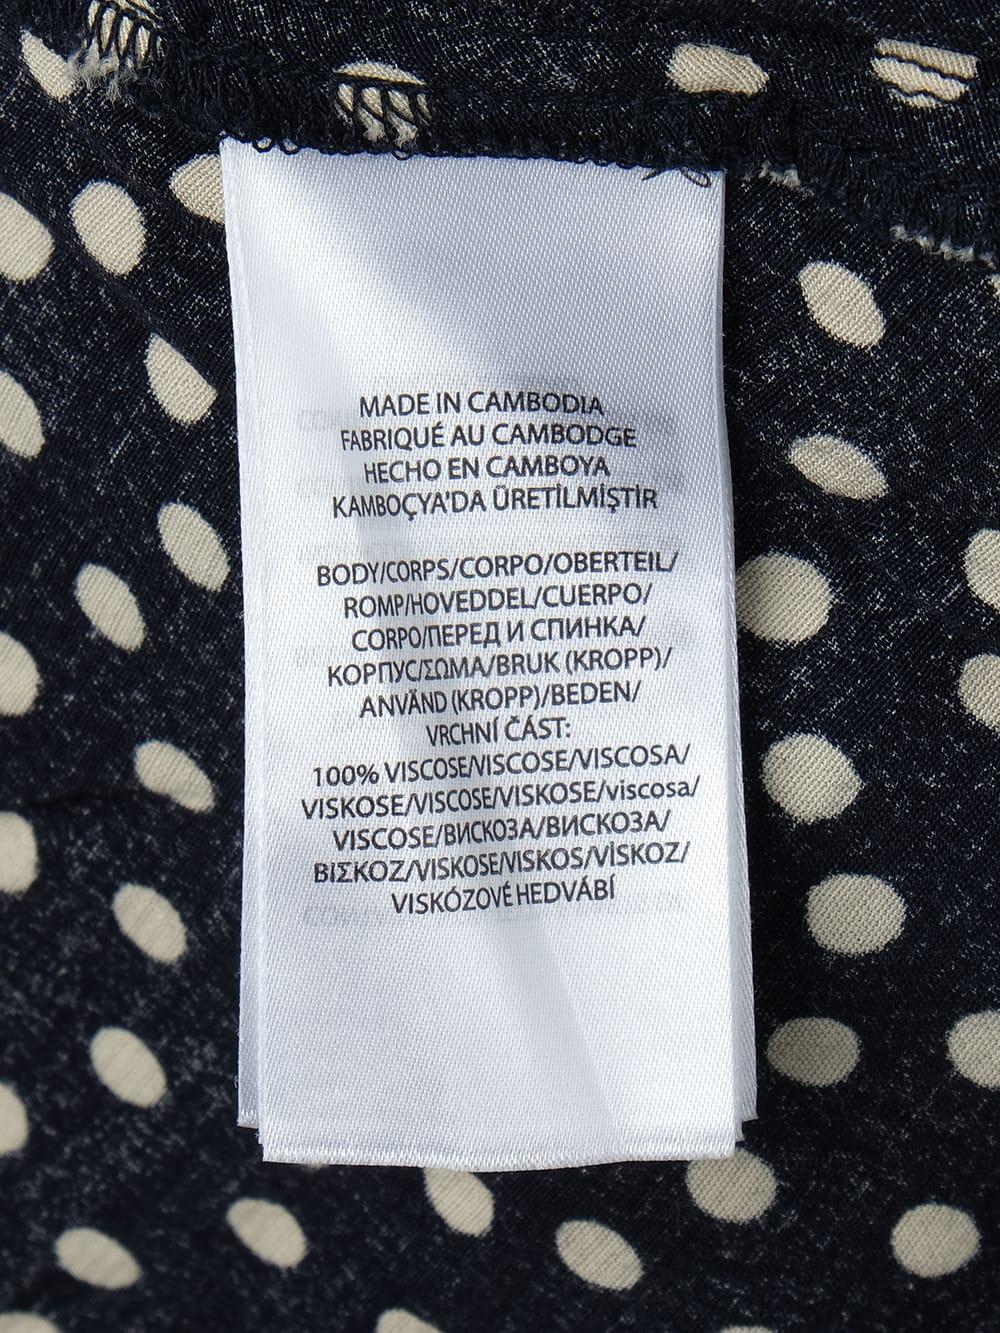 MADE IN CAMBODIA
FABRIQUÉ AU CAMBODGE
HECHO EN CAMBOYA
KAMBOÇYA'DA ÜRETİLMİŞTİR
BODY/CORPS/CORPO/OBERTEIL/
ROMP/HOVEDDEL/CUERPO/
CORPO/ПЕРЕД И СПИНКА/
КОРПУС/ΣΩΜΑ/BRUK (KROPP)/
ANVÄND (KROPP)/BEDEN/
VRCHNÍ ČÁST:
100% VISCOSE/VISCOSE/VISCOSA/
VISKOSE/VISCOSE/VISKOSE/viscosa/
VISCOSE/ВИСКОЗА/ВИСКОЗА/
ΒΙΣΚΟΖ/VISKOSE/VISKOS/VİSKOZ/
VISKÓZOVÉ HEDVÁBÍ